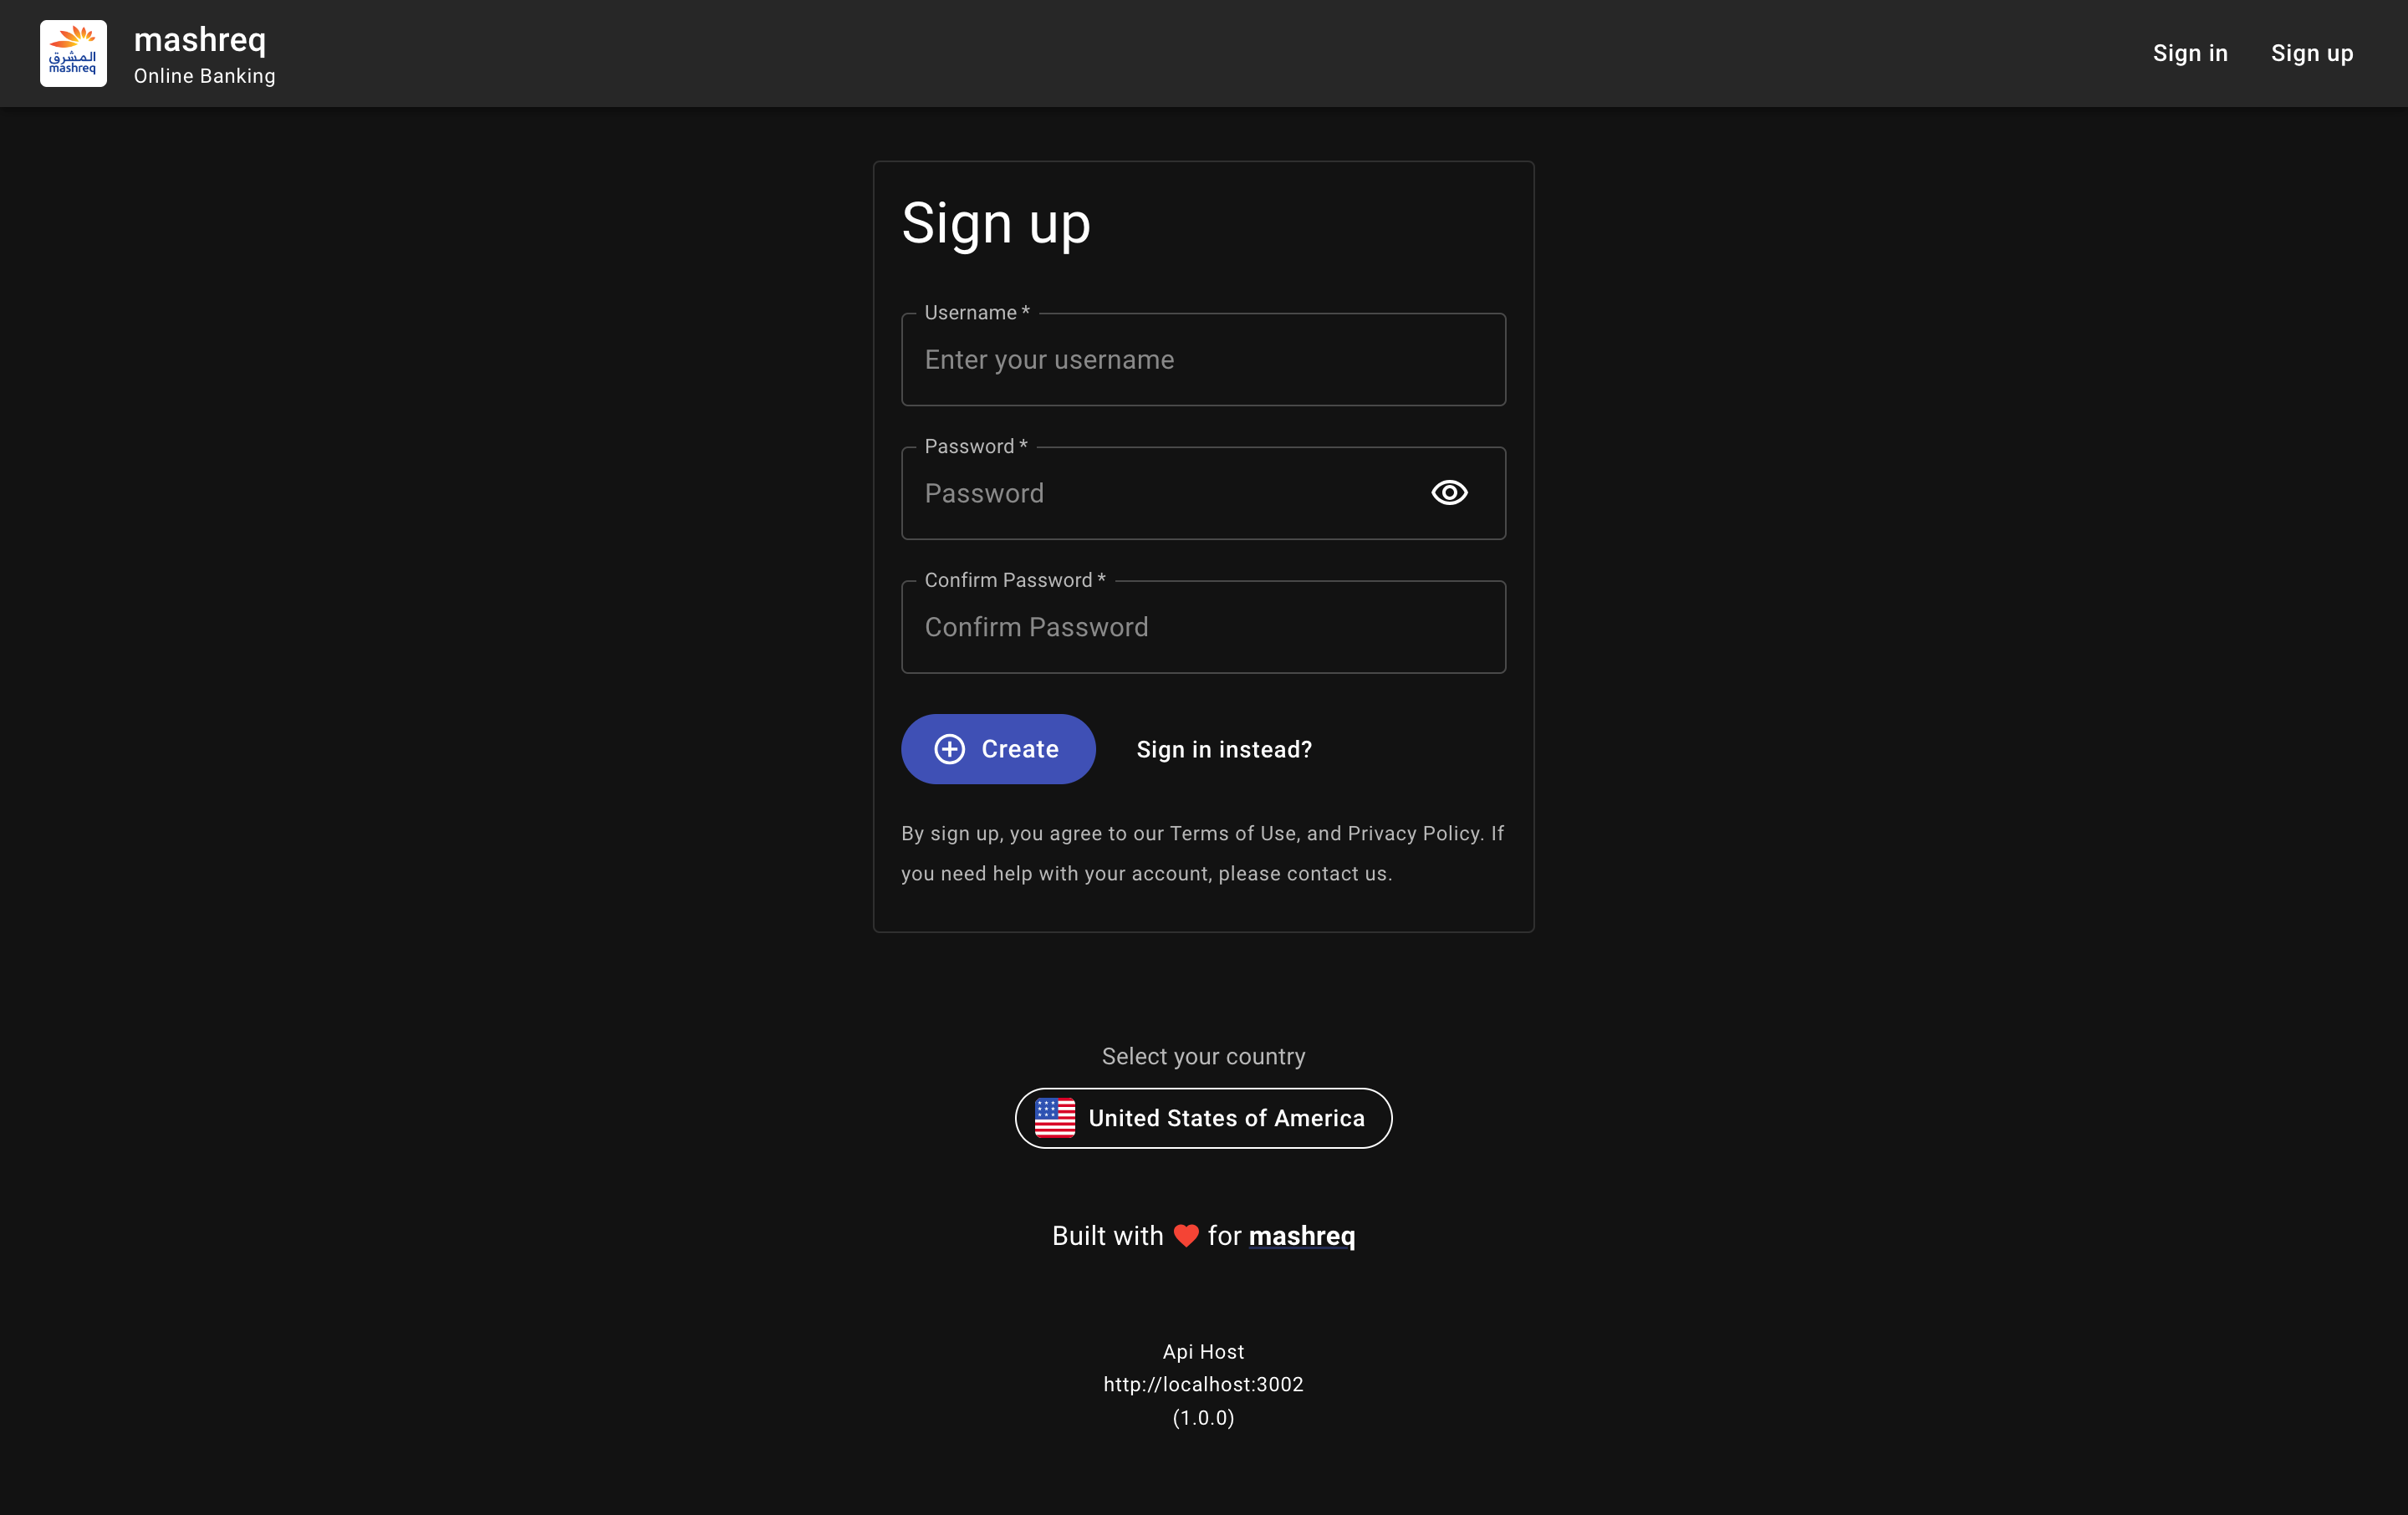 المشرق
mashreq
mashreq
Online Banking
Sign in
Sign up
Sign up
Username *
Enter your username
Password *
Password
Confirm Password *
Confirm Password
Create
Sign in instead?
By sign up, you agree to our Terms of Use, and Privacy Policy. If
you need help with your account, please contact us.
Select your country
United States of America
Built with ❤ for mashreq
Api Host
http://localhost:3002
(1.0.0)